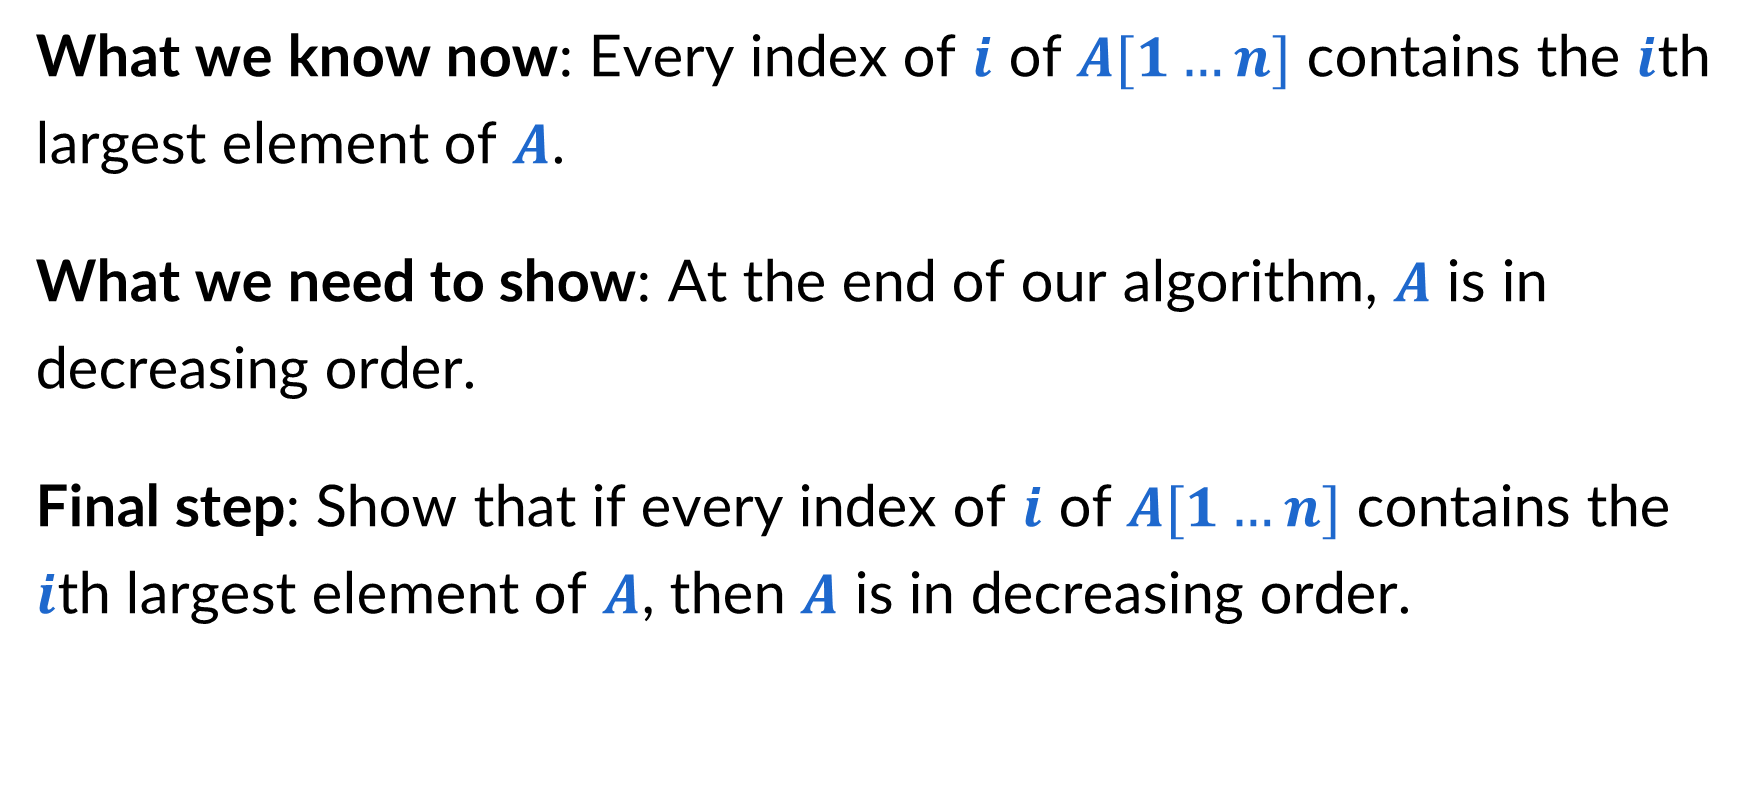 What we know now: Every index of i of A[1 ... n] contains the ith
largest element of A.
What we need to show: At the end of our algorithm, A is in
decreasing order.
Final step: Show that if every index of i of A[1 ... n] contains the
ith largest element of A, then A is in decreasing order.